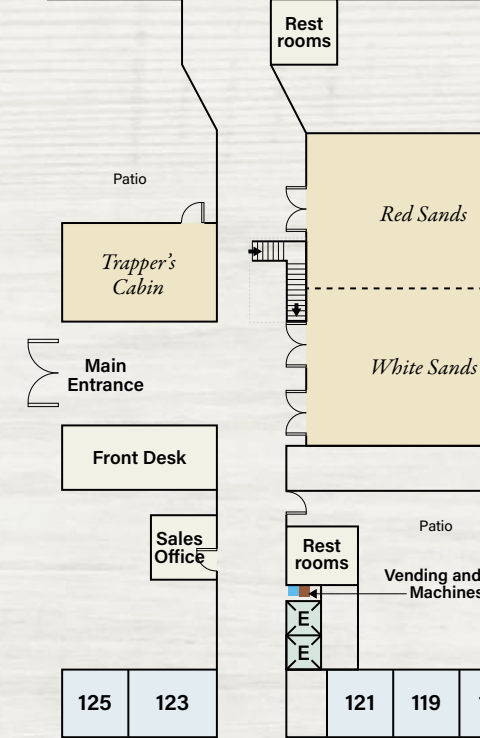 Rest
rooms
Patio
Red Sands
Trapper's
Cabin
Main
Entrance
White Sands
Front Desk
Patio
Sales
Office
Rest
rooms
Vending and
Machines
E
E
125
123
121
119